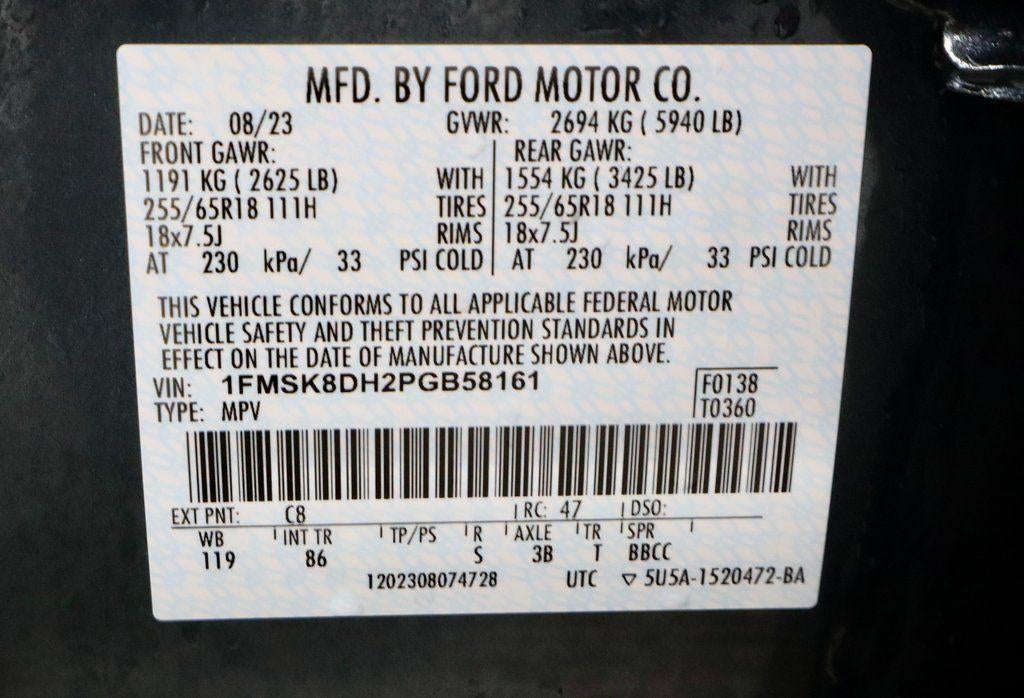 MFD. BY FORD MOTOR CO.
DATE: 08/23 GVWR: 2694 KG ( 5940 LB)
FRONT GAWR: REAR GAWR:
1191 KG ( 2625 LB) WITH 1554 KG ( 3425 LB) WITH
255/65R18 111H TIRES 255/65R18 111H TIRES
18x7.5J RIMS 18x7.5J RIMS
AT 230 kPa/ 33 PSI COLD AT 230 kPa/ 33 PSI COLD
THIS VEHICLE CONFORMS TO ALL APPLICABLE FEDERAL MOTOR
VEHICLE SAFETY AND THEFT PREVENTION STANDARDS IN
EFFECT ON THE DATE OF MANUFACTURE SHOWN ABOVE.
VIN: 1FMSK8DH2PGB58161 F0138
TYPE: MPV T0360
EXT PNT: C8 RC: 47 DSO:
WB INT TR TP/PS R AXLE TR SPR
119 86 S 3B T BBCC
1202308074728 UTC ▽ 5U5A-1520472-BA